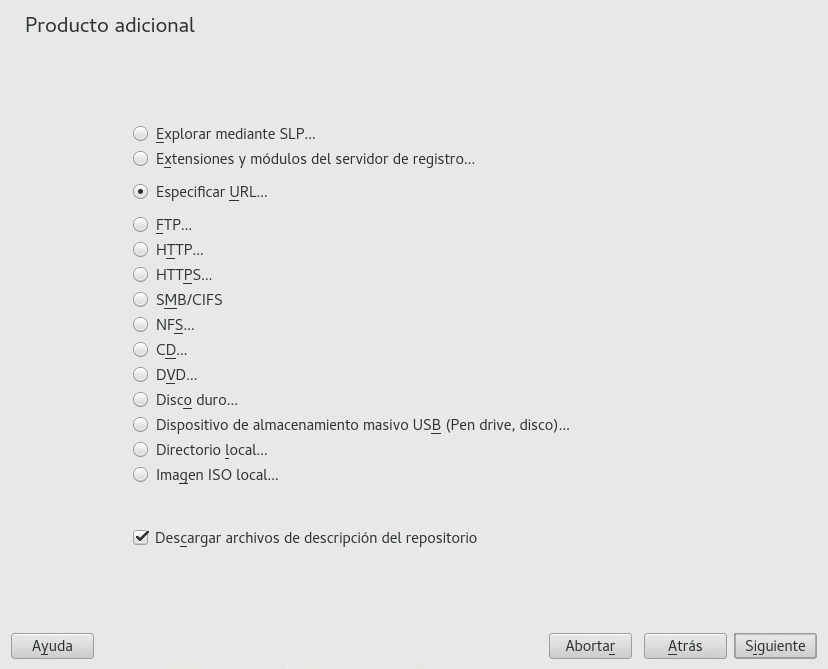 Producto adicional
Explorar mediante SLP...
Extensiones y módulos del servidor de registro...
Especificar URL...
FTP...
HTTP...
HTTPS...
SMB/CIFS
NFS...
CD...
DVD...
Disco duro...
Dispositivo de almacenamiento masivo USB (Pen drive, disco)...
Directorio local...
Imagen ISO local...
Descargar archivos de descripción del repositorio
Ayuda Abortar Atrás Siguiente